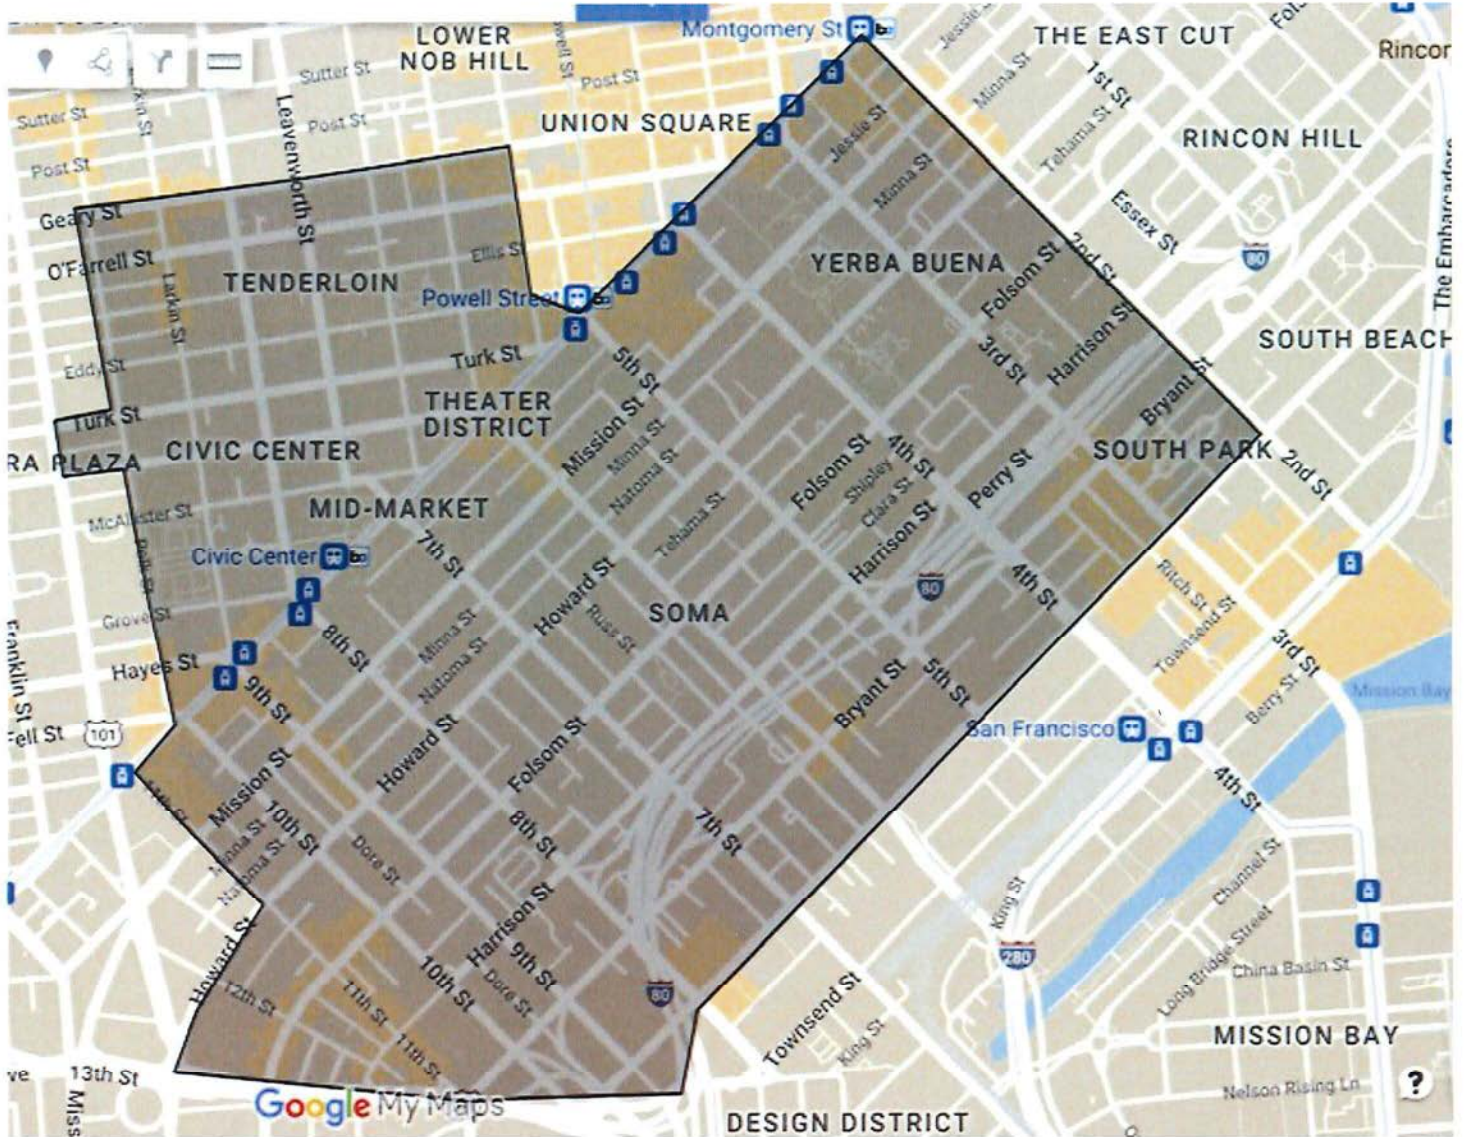 LOWER
NOB HILL
Montgomery St
THE EAST CUT
Jessie
Rincor
Sutter St
Post St
Minna St
1st St
Leavenworth St
Sutter St
Post St
UNION SQUARE
Jessie St
Tehama St
RINCON HILL
Post St
Minna St
Geary St
Essex St
80
The Embarcadero
O'Farrell St
Ellis St
TENDERLOIN
YERBA BUENA
Folsom St
2nd St
Powell Street
Larkin St
Harrison St
SOUTH BEACH
Eddy St
Turk St
5th St
3rd St
Bryant St
THEATER
DISTRICT
Turk St
Mission St
Minna St
Natoma St
RA PLAZA
CIVIC CENTER
Folsom St
4th St
SOUTH PARK
Shipley
Clara St
Perry St
2nd St
McAllister St
MID-MARKET
Tehama St
Harrison St
Polk St
Civic Center
7th St
Howard St
80
4th St
Ritch St
Grove St
SOMA
Russ St
Townsend St
Franklin St
Minna St
Natoma St
8th St
3rd St
Hayes St
9th St
Bryant St
5th St
Berry St
Mission Bay
Fell St
101
Howard St
Folsom St
San Francisco
Mission St
11th St
10th St
Minna St
Natoma St
Dore St
8th St
7th St
4th St
Channel St
Harrison St
King St
Howard St
9th St
Long Bridge Street
280
10th St
Dore St
China Basin St
12th St
11th St
80
Townsend St
King St
MISSION BAY
11th St
ve
13th St
Miss
Google My Maps
Nelson Rising Ln
?
DESIGN DISTRICT